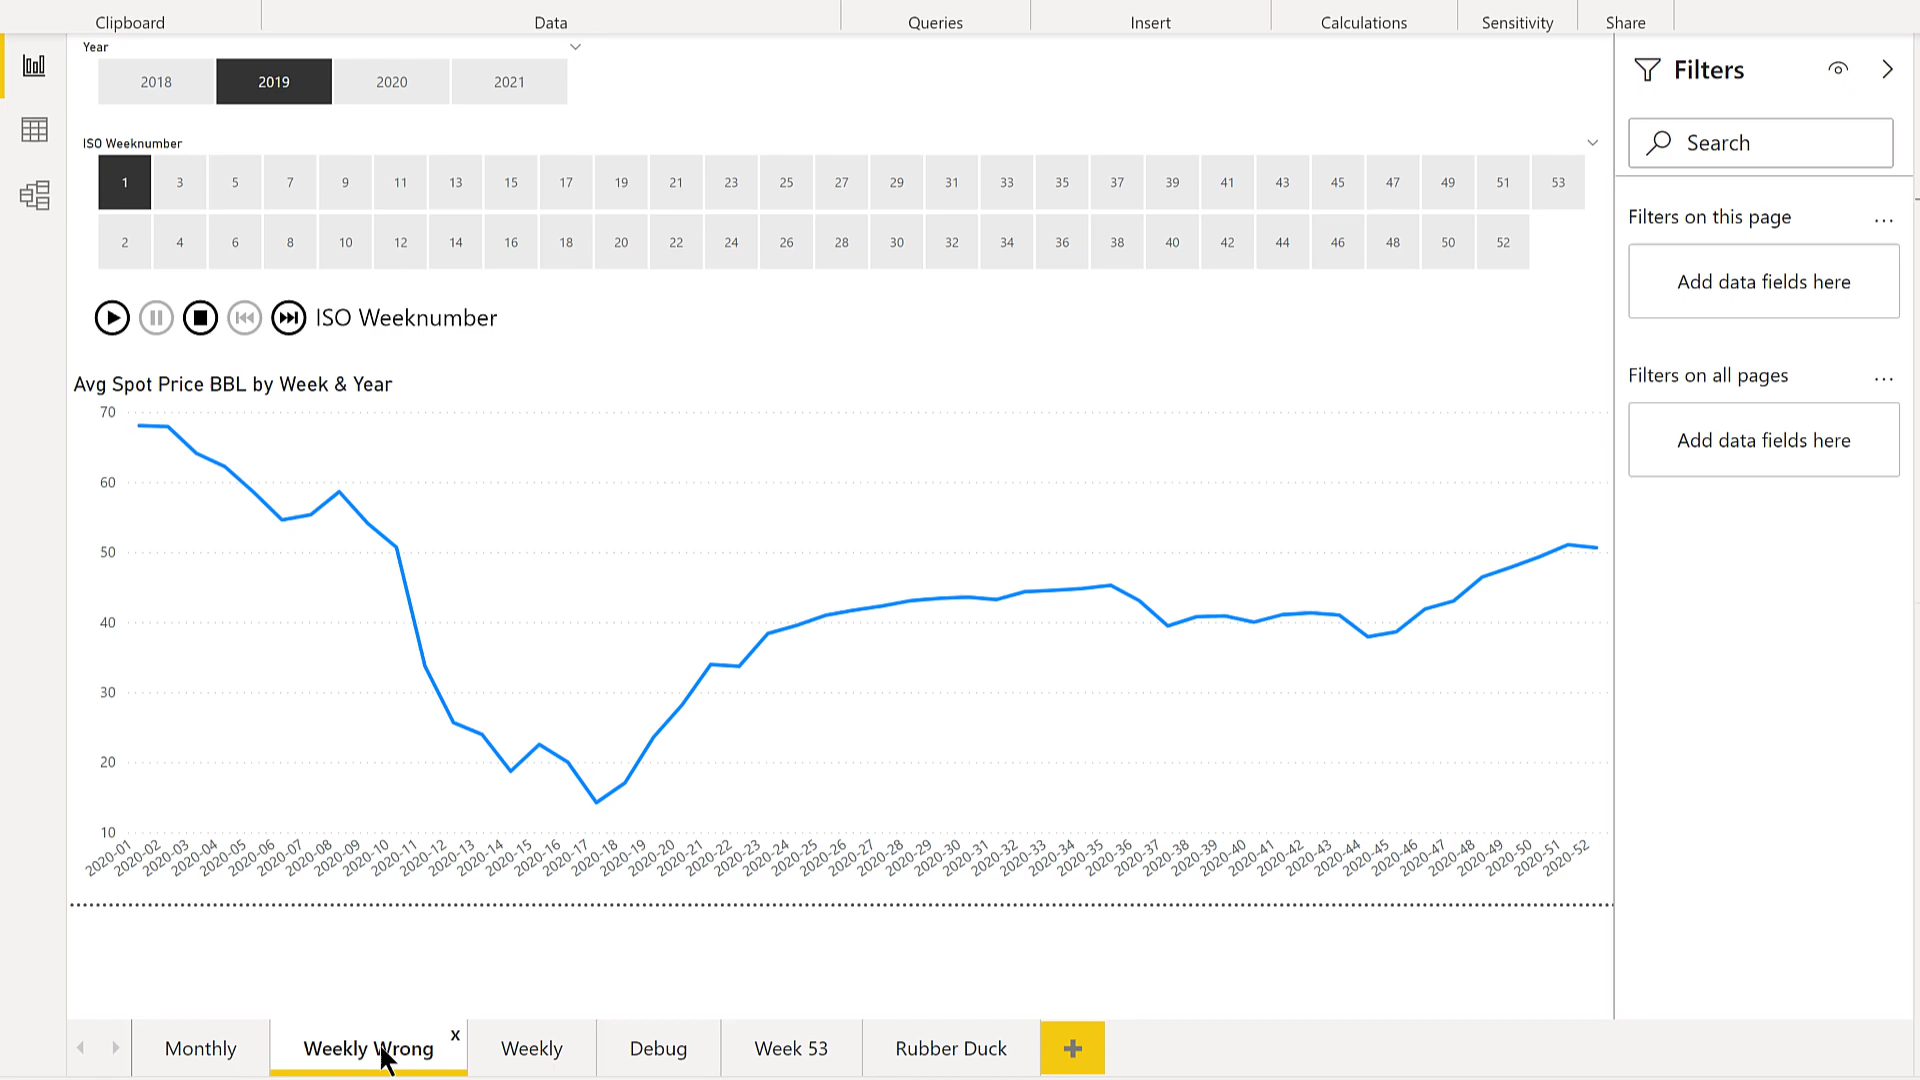 Clipboard Data Queries Insert Calculations Sensitivity Share
Year
2018 2019 2020 2021
ISO Weeknumber
1 3 5 7 9 11 13 15 17 19 21 23 25 27 29 31 33 35 37 39 41 43 45 47 49 51 53
2 4 6 8 10 12 14 16 18 20 22 24 26 28 30 32 34 36 38 40 42 44 46 48 50 52
ISO Weeknumber
Avg Spot Price BBL by Week & Year
70
60
50
40
30
20
10
2020-01 2020-02 2020-03 2020-04 2020-05 2020-06 2020-07 2020-08 2020-09 2020-10 2020-11 2020-12 2020-13 2020-14 2020-15 2020-16 2020-17 2020-18 2020-19 2020-20 2020-21 2020-22 2020-23 2020-24 2020-25 2020-26 2020-27 2020-28 2020-29 2020-30 2020-31 2020-32 2020-33 2020-34 2020-35 2020-36 2020-37 2020-38 2020-39 2020-40 2020-41 2020-42 2020-43 2020-44 2020-45 2020-46 2020-47 2020-48 2020-49 2020-50 2020-51 2020-52
Filters
Search
Filters on this page ...
Add data fields here
Filters on all pages ...
Add data fields here
Monthly Weekly Wrong x Weekly Debug Week 53 Rubber Duck +